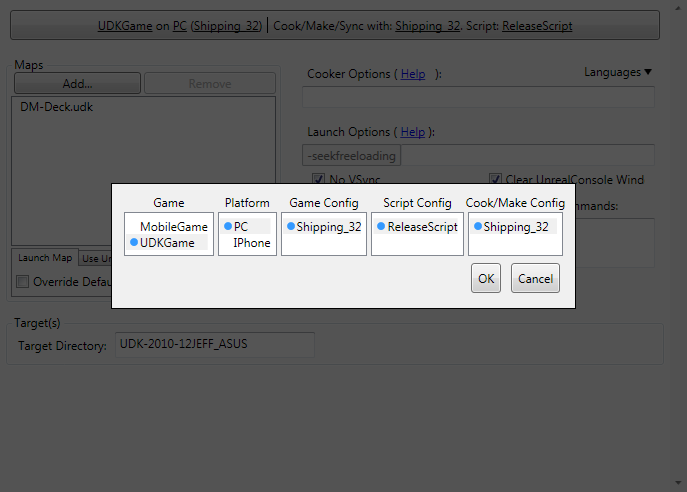 UDKGame on PC (Shipping_32) | Cook/Make/Sync with: Shipping_32. Script: ReleaseScript
Maps
Add...
Remove
DM-Deck.udk
Cooker Options ( Help ):
Languages
Launch Options ( Help ):
-seekfreeloading
No VSync
Clear UnrealConsole Wind
mmands:
Game
Platform
Game Config
Script Config
Cook/Make Config
MobileGame
UDKGame
PC
IPhone
Shipping_32
ReleaseScript
Shipping_32
OK
Cancel
Launch Map
Use Ur
Override Defau
Target(s)
Target Directory:
UDK-2010-12JEFF_ASUS